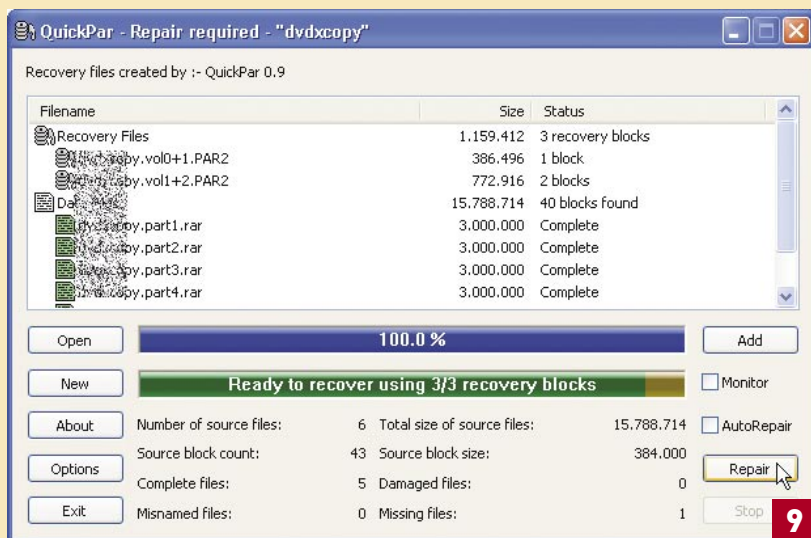 QuickPar - Repair required - "dvdxcopy"
Recovery files created by :- QuickPar 0.9
Filename Size Status
Recovery Files 1.159.412 3 recovery blocks
copy.vol0+1.PAR2 386.496 1 block
copy.vol1+2.PAR2 772.916 2 blocks
15.788.714 40 blocks found
copy.part1.rar 3.000.000 Complete
copy.part2.rar 3.000.000 Complete
copy.part3.rar 3.000.000 Complete
copy.part4.rar 3.000.000 Complete
Open 100.0 % Add
New Ready to recover using 3/3 recovery blocks Monitor
About Number of source files: 6 Total size of source files: 15.788.714 AutoRepair
Options Source block count: 43 Source block size: 384.000 Repair
Complete files: 5 Damaged files: 0
Exit Misnamed files: 0 Missing files: 1 Stop
9